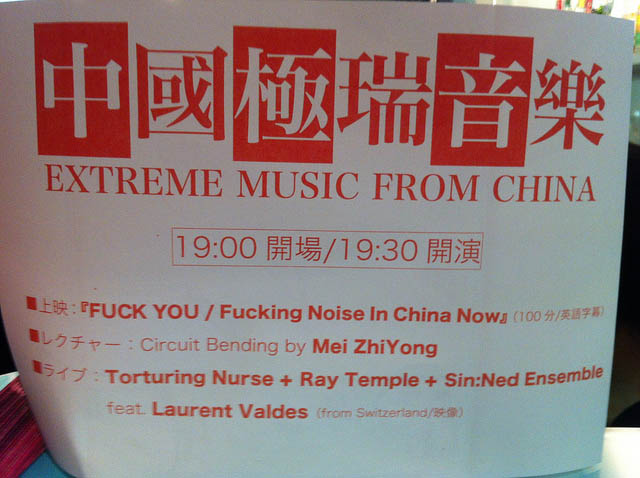 中國極瑞音樂
EXTREME MUSIC FROM CHINA
19:00 開場/19:30 開演
■上映：『FUCK YOU / Fucking Noise In China Now』(100 分/英語字幕)
■レクチャー：Circuit Bending by Mei ZhiYong
■ライブ：Torturing Nurse + Ray Temple + Sin:Ned Ensemble
feat. Laurent Valdes (from Switzerland/映像)